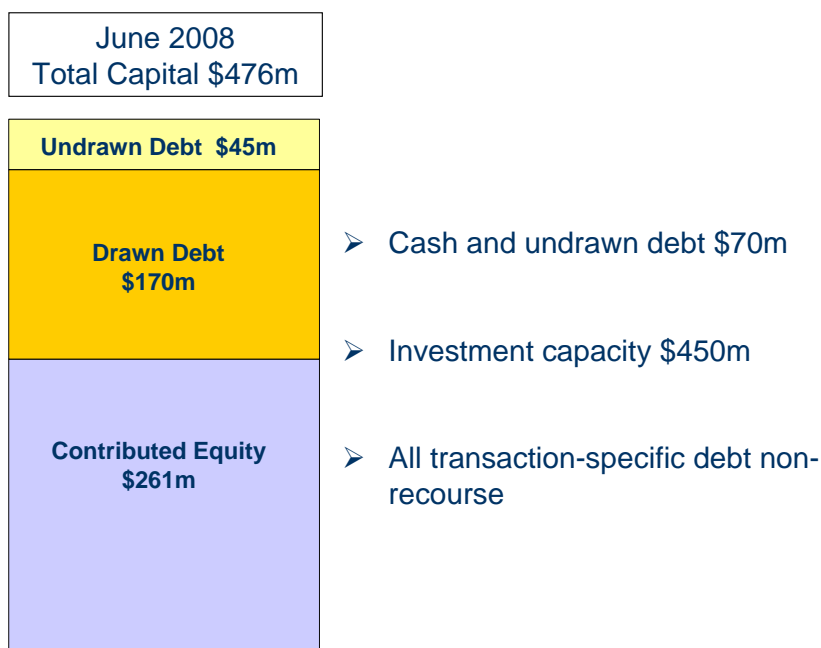 June 2008
Total Capital $476m
Undrawn Debt $45m
Drawn Debt
$170m
Contributed Equity
$261m
➢ Cash and undrawn debt $70m
➢ Investment capacity $450m
➢ All transaction-specific debt non-
recourse